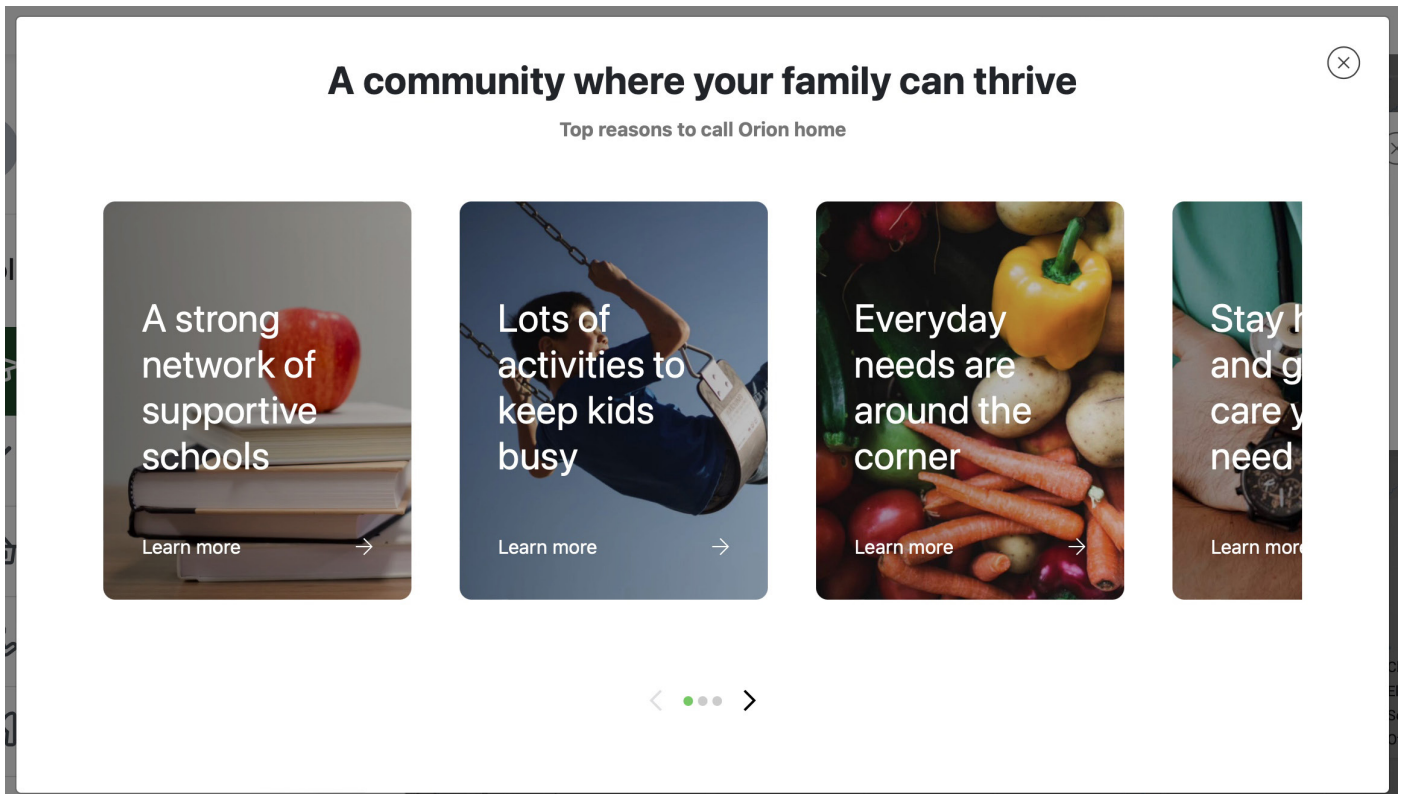 A community where your family can thrive
Top reasons to call Orion home
A strong
network of
supportive
schools
Learn more
Lots of
activities to
keep kids
busy
Learn more
Everyday
needs are
around the
corner
Learn more
Stay
and
care
need
Learn more